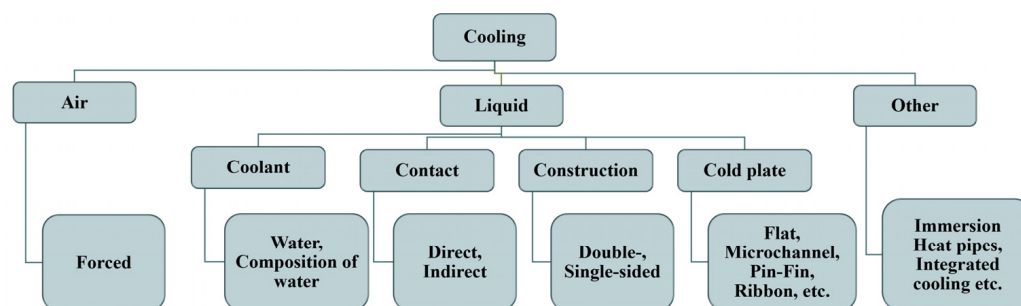 Cooling
Air
Liquid
Other
Coolant
Contact
Construction
Cold plate
Forced
Water,
Composition of
water
Direct,
Indirect
Double-,
Single-sided
Flat,
Microchannel,
Pin-Fin,
Ribbon, etc.
Immersion
Heat pipes,
Integrated
cooling etc.